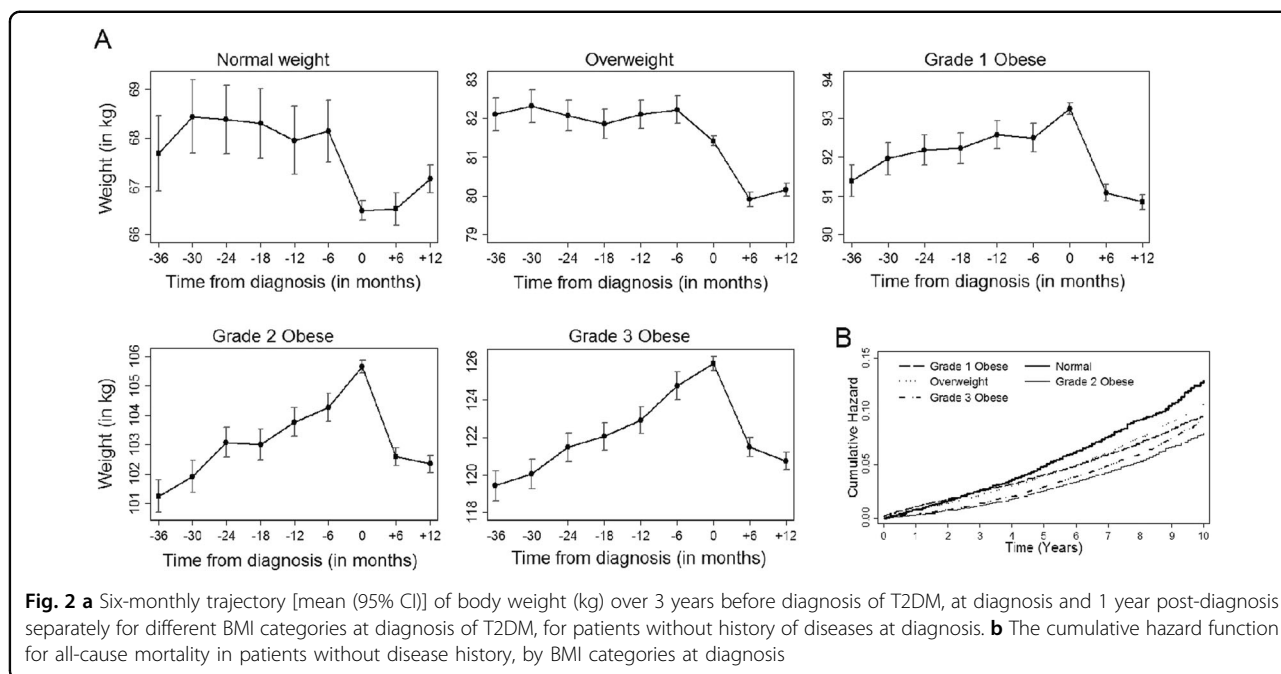 A
Normal weight
Weight (in kg)
69
68
67
66
-36 -30 -24 -18 -12 -6 0 +6 +12
Time from diagnosis (in months)
Overweight
83
82
81
80
79
-36 -30 -24 -18 -12 -6 0 +6 +12
Time from diagnosis (in months)
Grade 1 Obese
94
93
92
91
90
-36 -30 -24 -18 -12 -6 0 +6 +12
Time from diagnosis (in months)
Grade 2 Obese
Weight (in kg)
106
105
104
103
102
101
-36 -30 -24 -18 -12 -6 0 +6 +12
Time from diagnosis (in months)
Grade 3 Obese
126
124
122
120
118
-36 -30 -24 -18 -12 -6 0 +6 +12
Time from diagnosis (in months)
B
Cumulative Hazard
0.15
0.10
0.05
0.00
Grade 1 Obese
Overweight
Grade 3 Obese
Normal
Grade 2 Obese
0 1 2 3 4 5 6 7 8 9 10
Time (Years)
Fig. 2 a Six-monthly trajectory [mean (95% CI)] of body weight (kg) over 3 years before diagnosis of T2DM, at diagnosis and 1 year post-diagnosis
separately for different BMI categories at diagnosis of T2DM, for patients without history of diseases at diagnosis. b The cumulative hazard function
for all-cause mortality in patients without disease history, by BMI categories at diagnosis